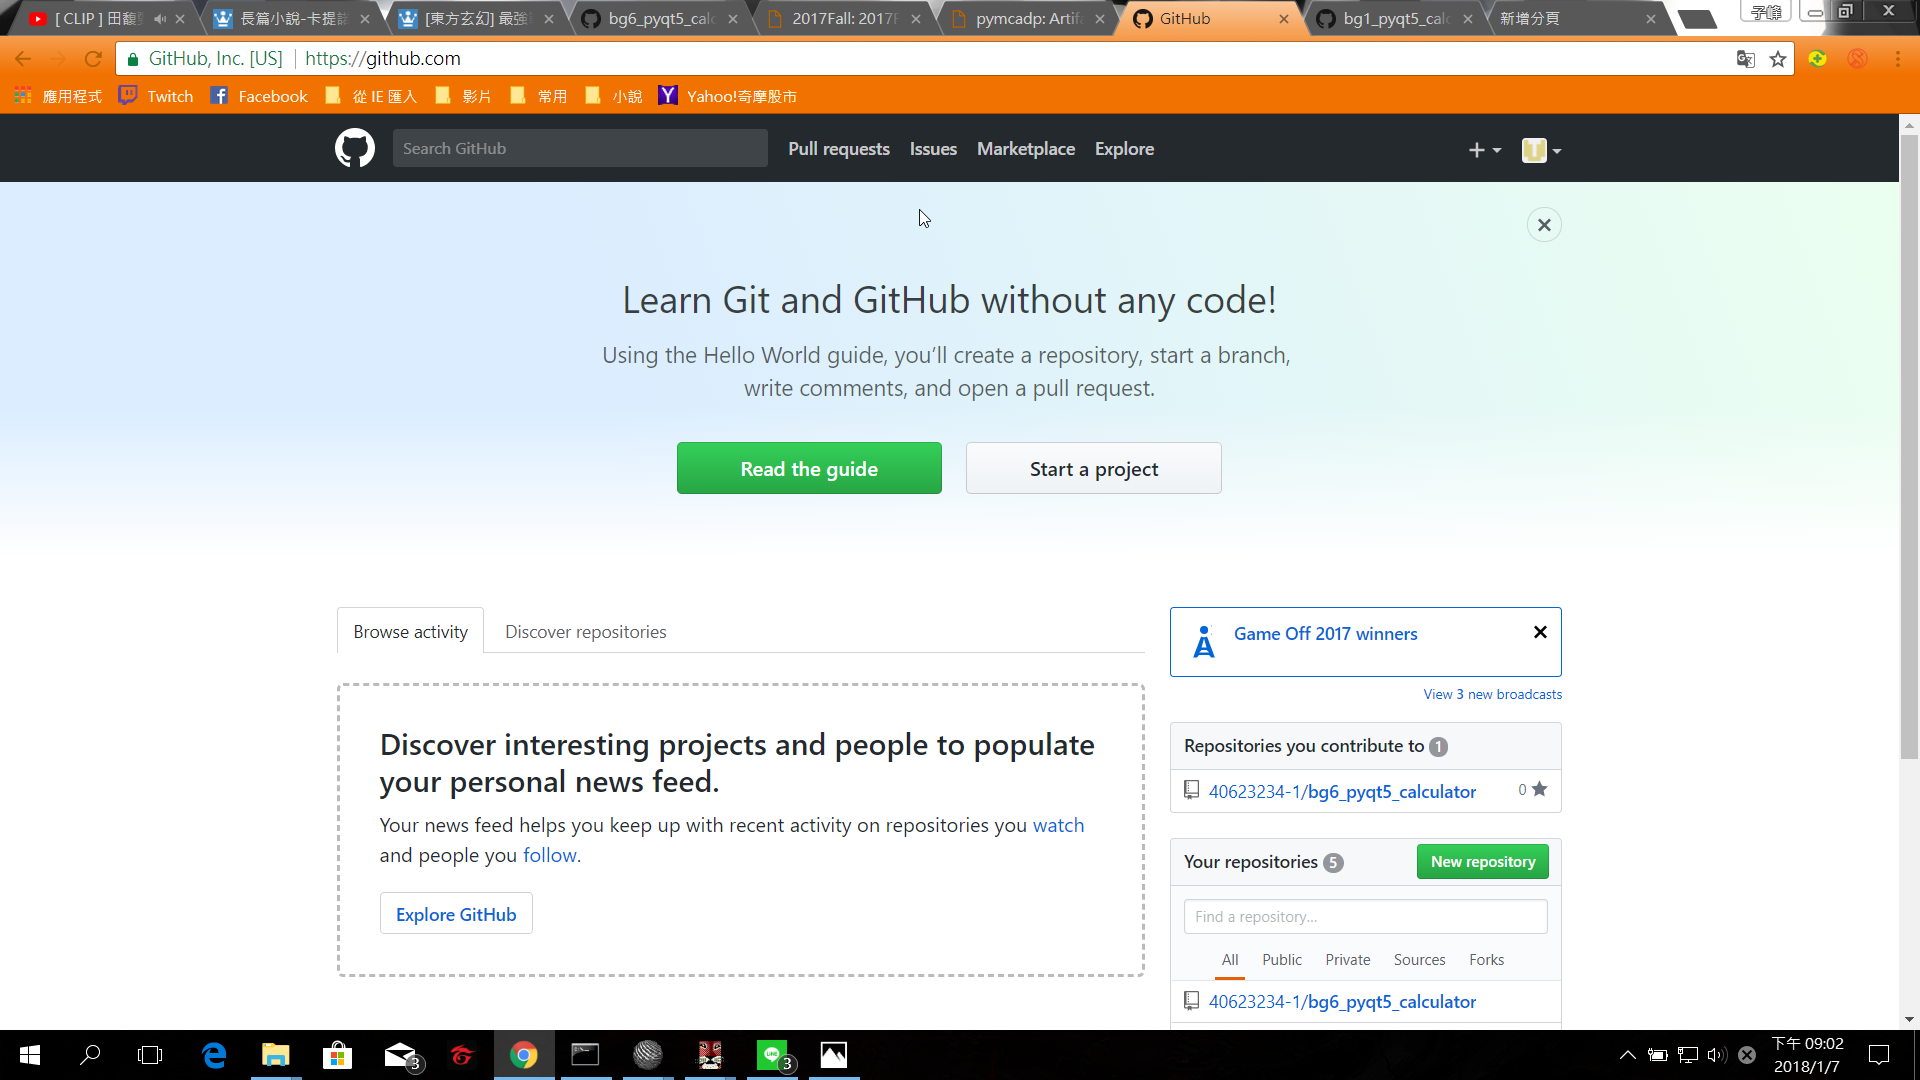 [ CLIP ] 田馥
長篇小說-卡提諾
[東方玄幻] 最強
bg6_pyqt5_calc
2017Fall: 2017F
pymcadp: Artifa
GitHub
bg1_pyqt5_calc
新增分頁
子鋒
GitHub, Inc. [US]
https://github.com
應用程式
Twitch
Facebook
從 IE 匯入
影片
常用
小說
Yahoo!奇摩股市
Search GitHub
Pull requests
Issues
Marketplace
Explore
Learn Git and GitHub without any code!
Using the Hello World guide, you’ll create a repository, start a branch,
write comments, and open a pull request.
Read the guide
Start a project
Browse activity
Discover repositories
Discover interesting projects and people to populate
your personal news feed.
Your news feed helps you keep up with recent activity on repositories you watch
and people you follow.
Explore GitHub
Game Off 2017 winners
View 3 new broadcasts
Repositories you contribute to 1
40623234-1/bg6_pyqt5_calculator 0
Your repositories 5
New repository
Find a repository...
All
Public
Private
Sources
Forks
40623234-1/bg6_pyqt5_calculator
3
LINE
3
下午 09:02
2018/1/7